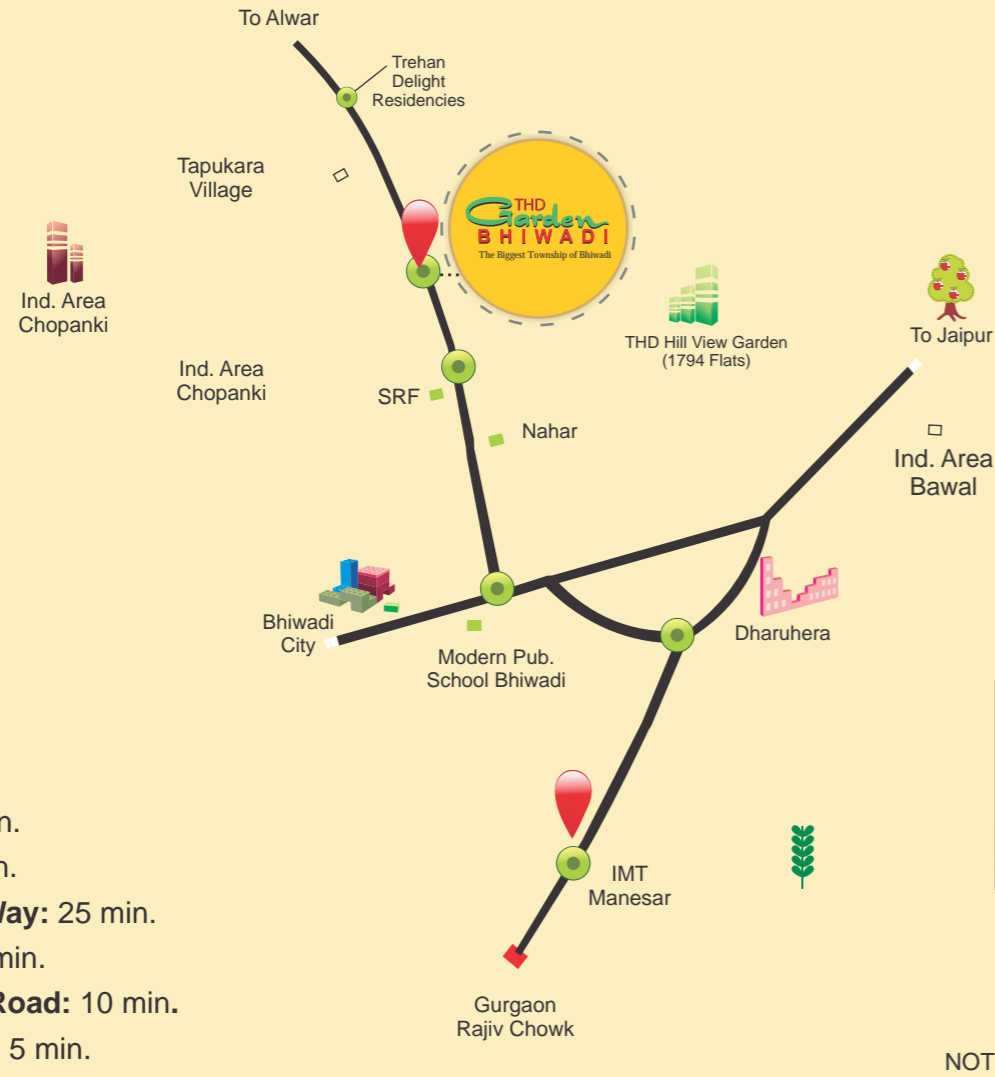 To Alwar
Trehan
Delight
Residencies
Tapukara
Village
THD
Garden
BHIWADI
The Biggest Township of Bhiwadi
Ind. Area
Chopanki
THD Hill View Garden
(1794 Flats)
To Jaipur
Ind. Area
Chopanki
SRF
Nahar
Ind. Area
Bawal
Bhiwadi
City
Modern Pub.
School Bhiwadi
Dharuhera
n.
n.
Way: 25 min.
min.
Road: 10 min.
5 min.
IMT
Manesar
Gurgaon
Rajiv Chowk
NOT